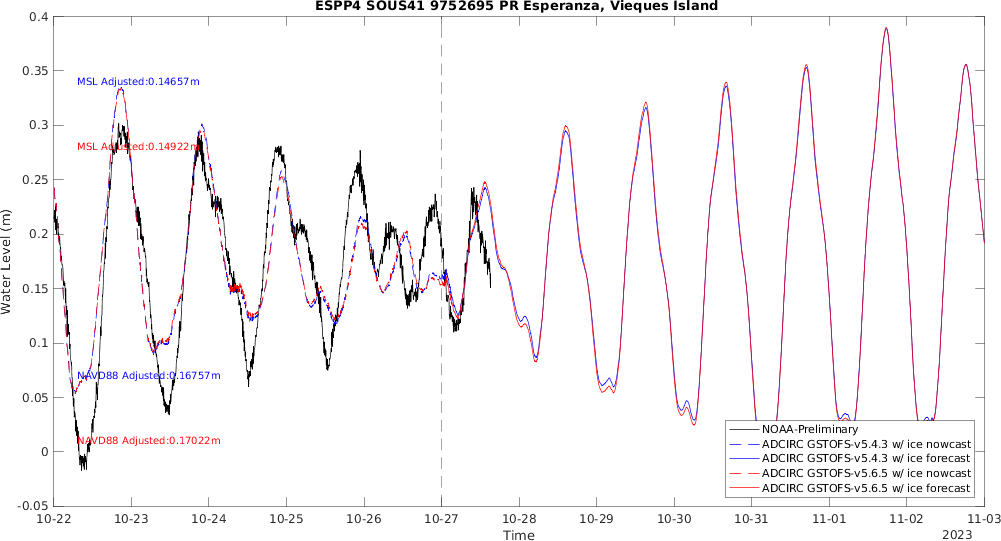 ESPP4 SOUS41 9752695 PR Esperanza, Vieques Island
0.4
0.35
0.3
0.25
0.2
0.15
0.1
0.05
0
-0.05
Water Level (m)
MSL Adjusted:0.14657m
MSL Adjusted:0.14922m
NAVD88 Adjusted:0.16757m
NAVD88 Adjusted:0.17022m
NOAA-Preliminary
ADCIRC GSTOFS-v5.4.3 w/ ice nowcast
ADCIRC GSTOFS-v5.4.3 w/ ice forecast
ADCIRC GSTOFS-v5.6.5 w/ ice nowcast
ADCIRC GSTOFS-v5.6.5 w/ ice forecast
10-22 10-23 10-24 10-25 10-26 10-27 10-28 10-29 10-30 10-31 11-01 11-02 11-03
Time
2023